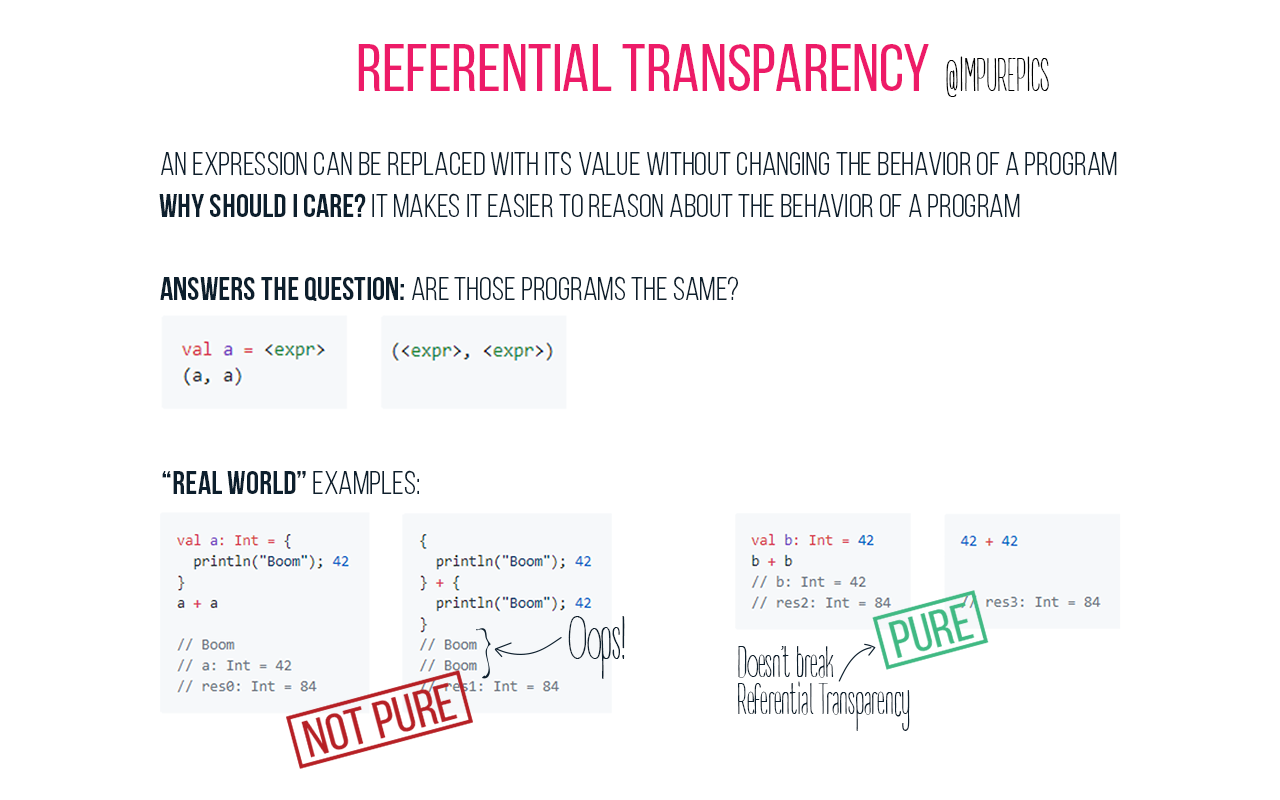 REFERENTIAL TRANSPARENCY @IMPUREPICS
AN EXPRESSION CAN BE REPLACED WITH ITS VALUE WITHOUT CHANGING THE BEHAVIOR OF A PROGRAM
WHY SHOULD I CARE? IT MAKES IT EASIER TO REASON ABOUT THE BEHAVIOR OF A PROGRAM
ANSWERS THE QUESTION: ARE THOSE PROGRAMS THE SAME?
val a = <expr>
(a, a)
(<expr>, <expr>)
“REAL WORLD” EXAMPLES:
val a: Int = {
  println("Boom"); 42
}
a + a
// Boom
// a: Int = 42
// res0: Int = 84
{
  println("Boom"); 42
} + {
  println("Boom"); 42
}
// Boom
// Boom
// res1: Int = 84
Oops!
NOT PURE
val b: Int = 42
b + b
// b: Int = 42
// res2: Int = 84
42 + 42
// res3: Int = 84
PURE
Doesn't break
Referential Transparency